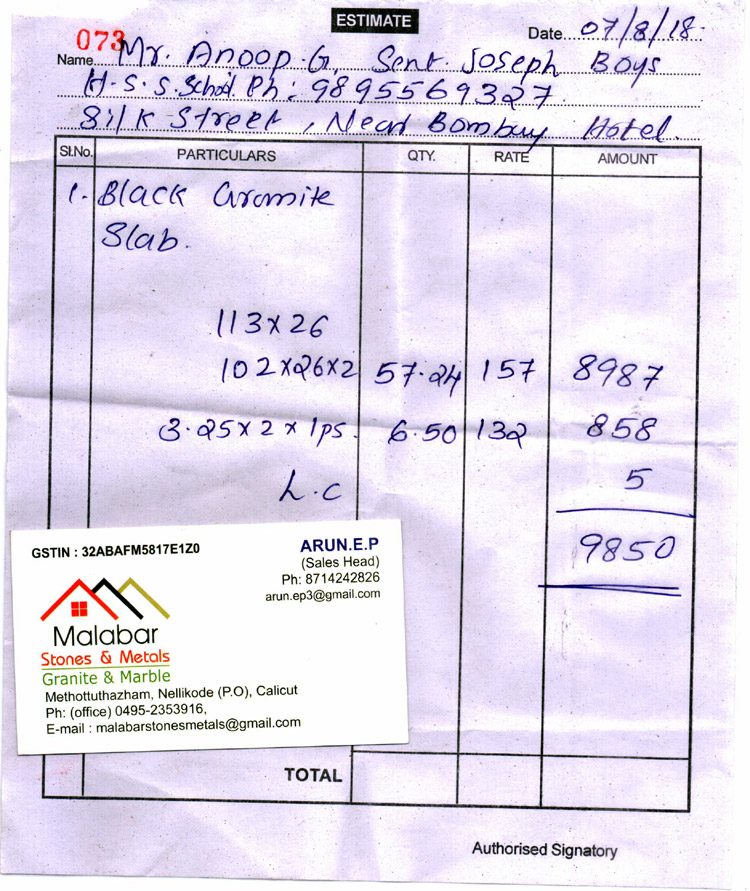 ESTIMATE
073
Date 07/8/18
Name Mr. Anoop.G, Sent. Joseph Boys
H.S.S.School. Ph: 9895569327
Silk Street, Near Bombay Hotel.
Sl.No. PARTICULARS QTY. RATE AMOUNT
1. Black Granite
Slab.
113x26
102x26x2 57.24 157 8987
3.25x2x1ps. 6.50 132 858
L.C 5
9850
GSTIN : 32ABAFM5817E1Z0
ARUN.E.P
(Sales Head)
Ph: 8714242826
arun.ep3@gmail.com
Malabar
Stones & Metals
Granite & Marble
Methottuthazham, Nellikode (P.O), Calicut
Ph: (office) 0495-2353916,
E-mail : malabarstonesmetals@gmail.com
TOTAL
Authorised Signatory